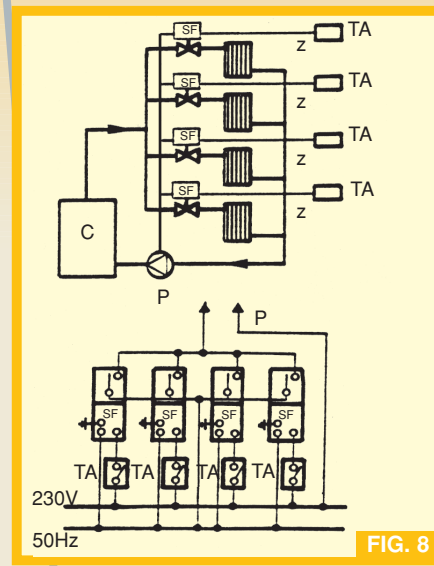 SF TA
z
SF TA
z
SF TA
z
SF TA
z
C
P
P
SF SF SF SF
TA TA TA TA
230V
50Hz
FIG. 8